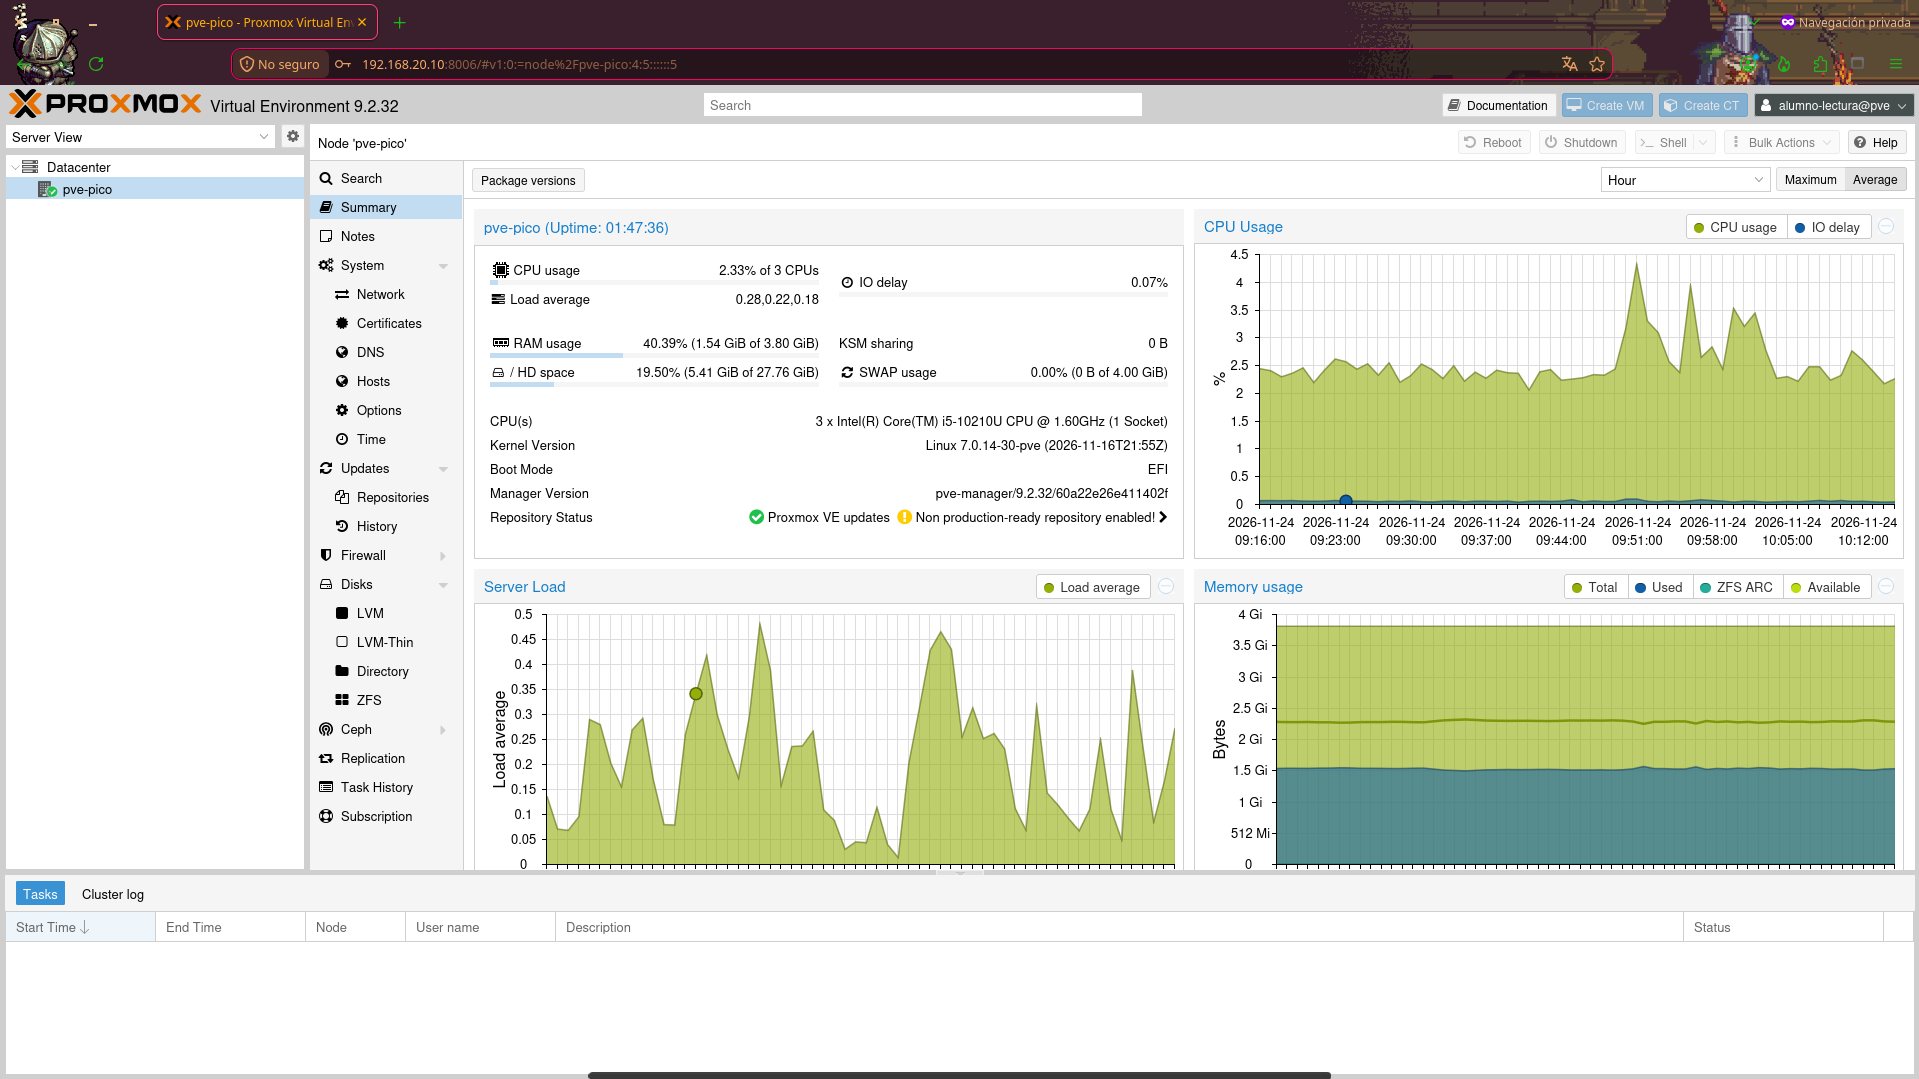 pve-pico - Proxmox Virtual En
Navegación privada
No seguro
192.168.20.10:8006/#v1:0:=node%2Fpve-pico:4:5::::::5
PROXMOX Virtual Environment 9.2.32
Search
Documentation
Create VM
Create CT
alumno-lectura@pve
Server View
Node 'pve-pico'
Reboot
Shutdown
Shell
Bulk Actions
Help
Datacenter
pve-pico
Search
Summary
Notes
System
Network
Certificates
DNS
Hosts
Options
Time
Updates
Repositories
History
Firewall
Disks
LVM
LVM-Thin
Directory
ZFS
Ceph
Replication
Task History
Subscription
Package versions
Hour
Maximum
Average
pve-pico (Uptime: 01:47:36)
CPU usage 2.33% of 3 CPUs
IO delay 0.07%
Load average 0.28,0.22,0.18
RAM usage 40.39% (1.54 GiB of 3.80 GiB)
KSM sharing 0 B
/ HD space 19.50% (5.41 GiB of 27.76 GiB)
SWAP usage 0.00% (0 B of 4.00 GiB)
CPU(s) 3 x Intel(R) Core(TM) i5-10210U CPU @ 1.60GHz (1 Socket)
Kernel Version Linux 7.0.14-30-pve (2026-11-16T21:55Z)
Boot Mode EFI
Manager Version pve-manager/9.2.32/60a22e26e411402f
Repository Status Proxmox VE updates Non production-ready repository enabled!
CPU Usage
CPU usage
IO delay
4.5
4
3.5
3
2.5
2
1.5
1
0.5
0
%
2026-11-24 2026-11-24 2026-11-24 2026-11-24 2026-11-24 2026-11-24 2026-11-24 2026-11-24 2026-11-24
09:16:00 09:23:00 09:30:00 09:37:00 09:44:00 09:51:00 09:58:00 10:05:00 10:12:00
Server Load
Load average
0.5
0.45
0.4
0.35
0.3
0.25
0.2
0.15
0.1
0.05
0
Load average
Memory usage
Total
Used
ZFS ARC
Available
4 Gi
3.5 Gi
3 Gi
2.5 Gi
2 Gi
1.5 Gi
1 Gi
512 Mi
0
Bytes
Tasks
Cluster log
Start Time
End Time
Node
User name
Description
Status